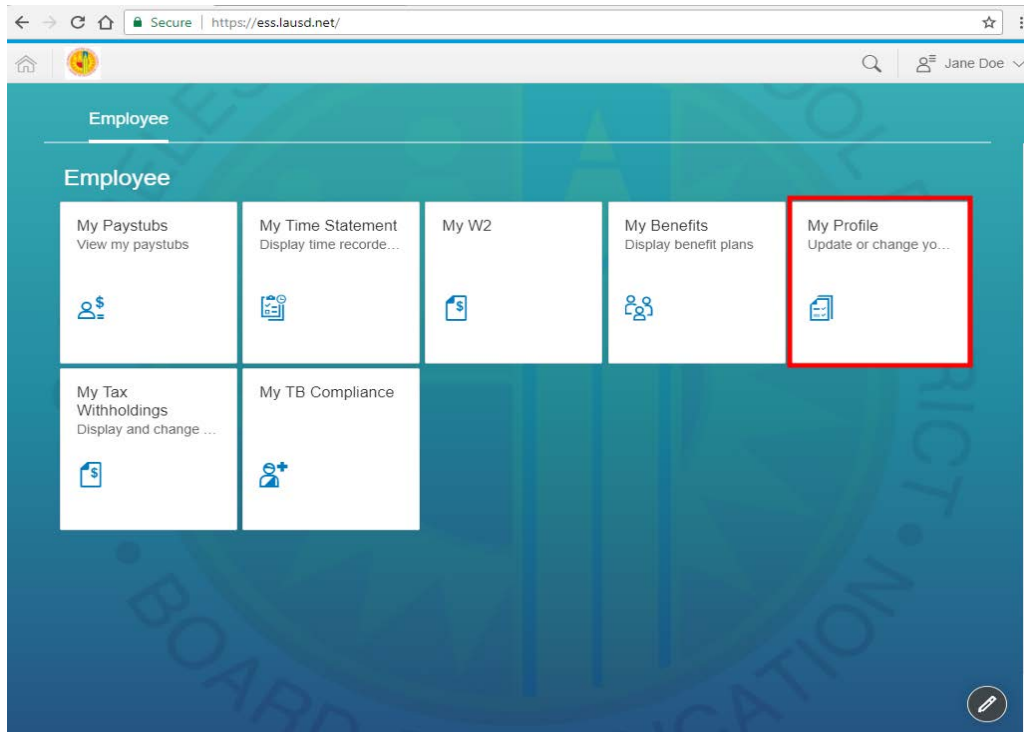 Secure | https://ess.lausd.net/
Jane Doe
Employee
Employee
My Paystubs
View my paystubs
My Time Statement
Display time recorde...
My W2
My Benefits
Display benefit plans
My Profile
Update or change yo...
My Tax
Withholdings
Display and change ...
My TB Compliance